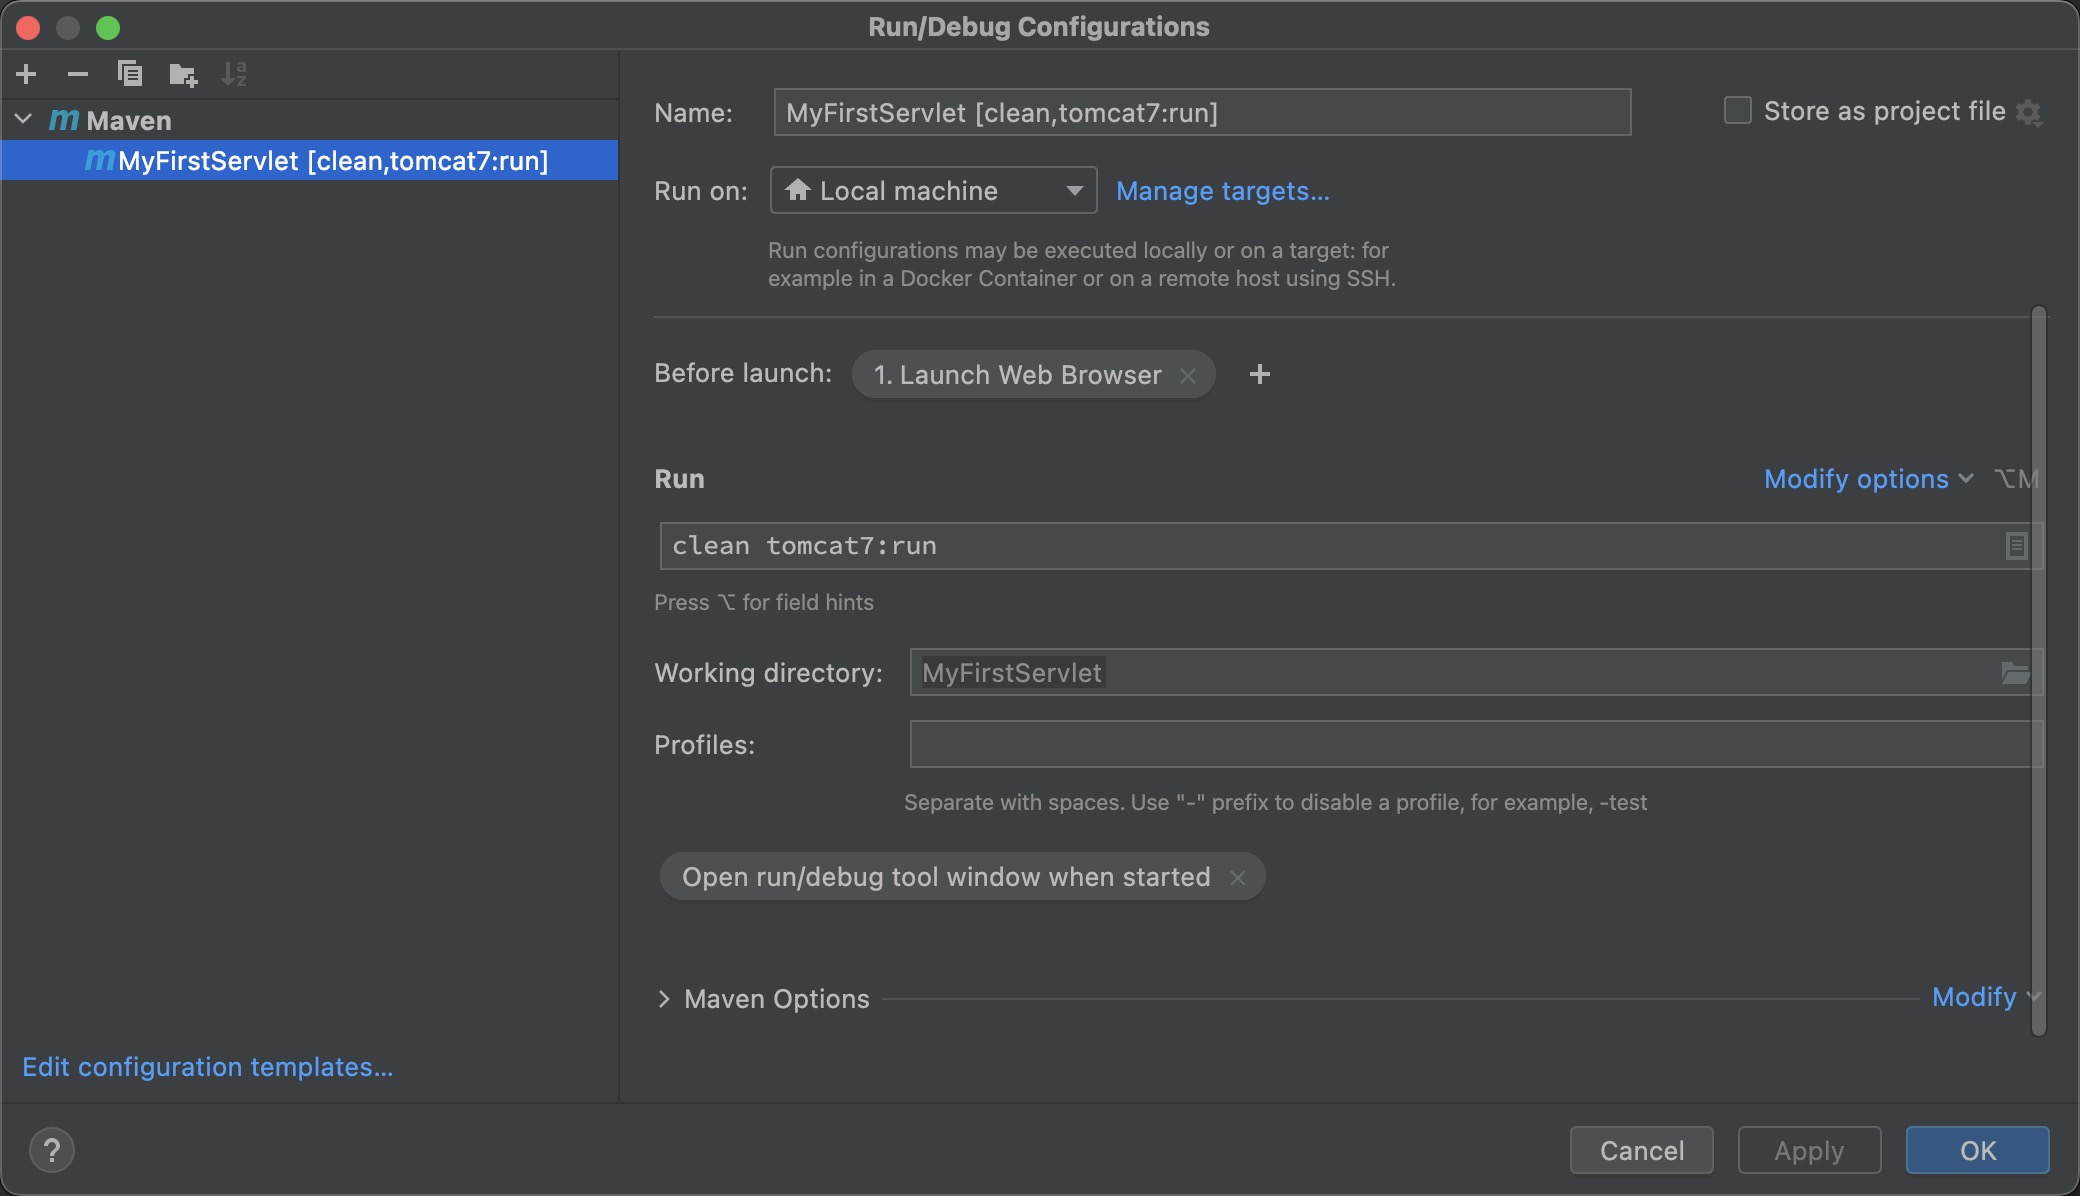 Run/Debug Configurations
Maven
MyFirstServlet [clean,tomcat7:run]
Edit configuration templates...
Name: MyFirstServlet [clean,tomcat7:run] Store as project file
Run on: Local machine Manage targets...
Run configurations may be executed locally or on a target: for
example in a Docker Container or on a remote host using SSH.
Before launch: 1. Launch Web Browser
Run Modify options ⌥M
clean tomcat7:run
Press ⌥ for field hints
Working directory: MyFirstServlet
Profiles:
Separate with spaces. Use "-" prefix to disable a profile, for example, -test
Open run/debug tool window when started
Maven Options Modify
? Cancel Apply OK